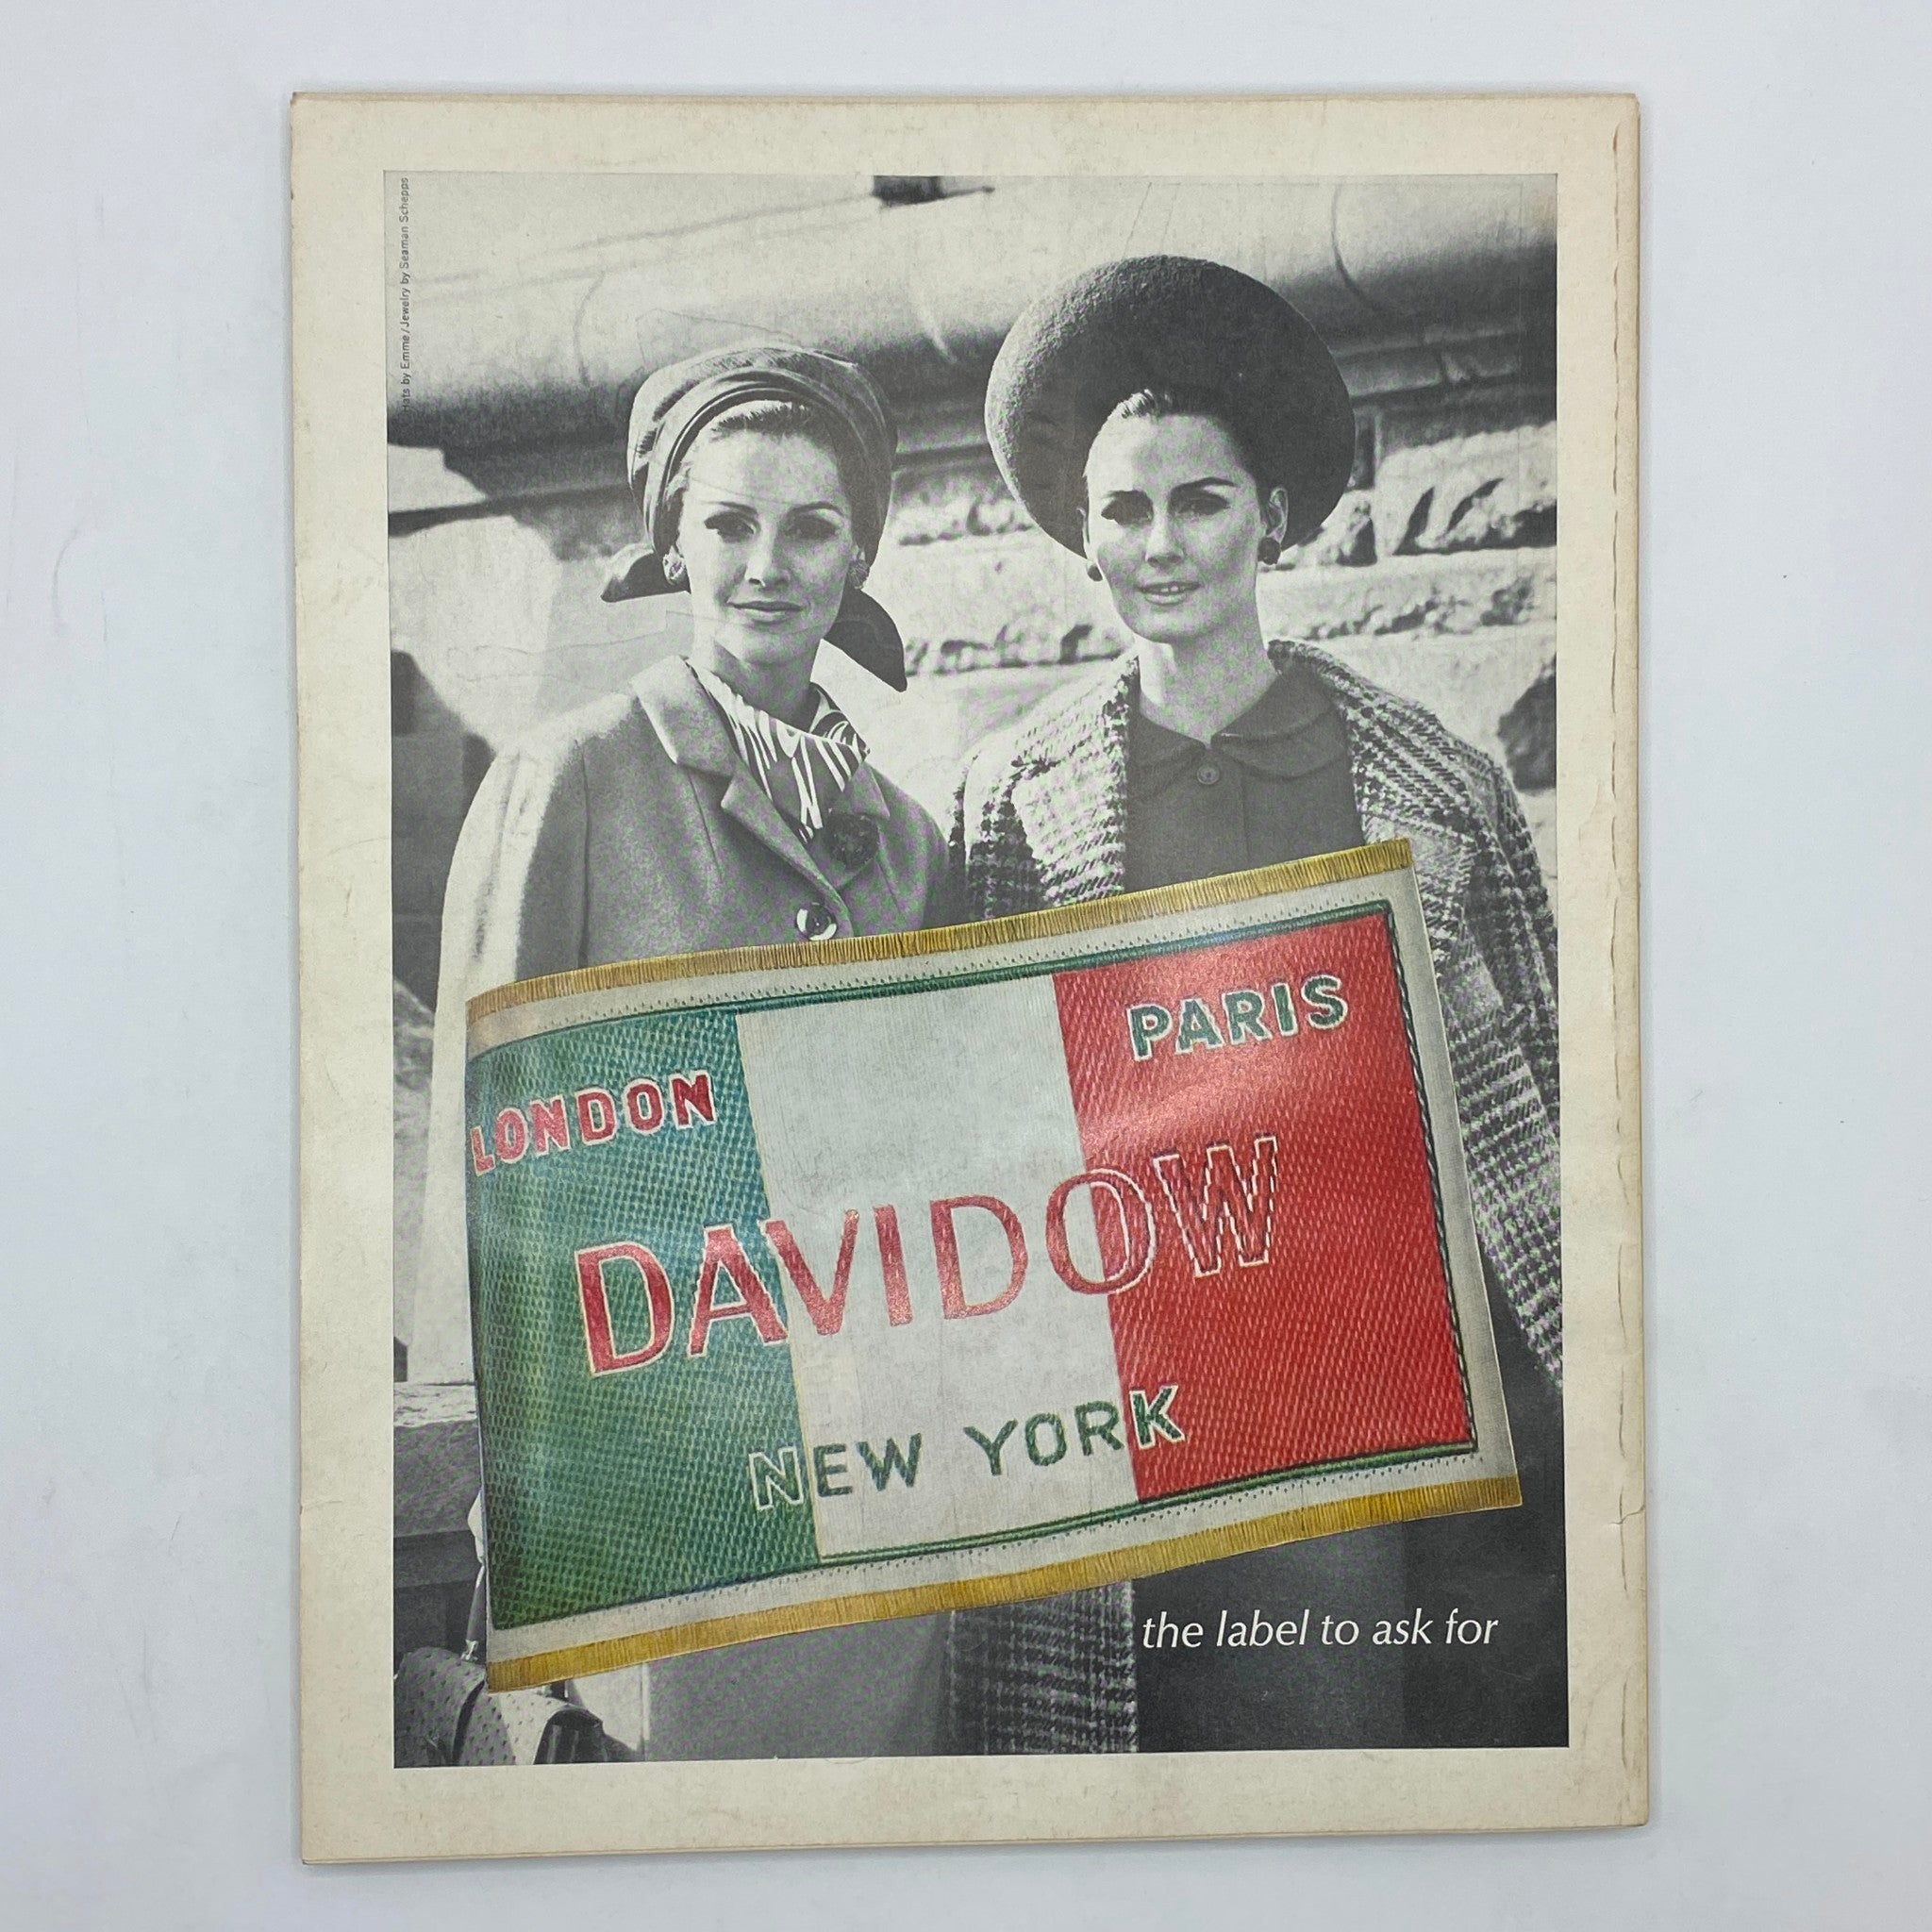 Hats by Emme/Jewelry by Seaman Schepps
LONDON
PARIS
DAVIDOW
NEW YORK
the label to ask for